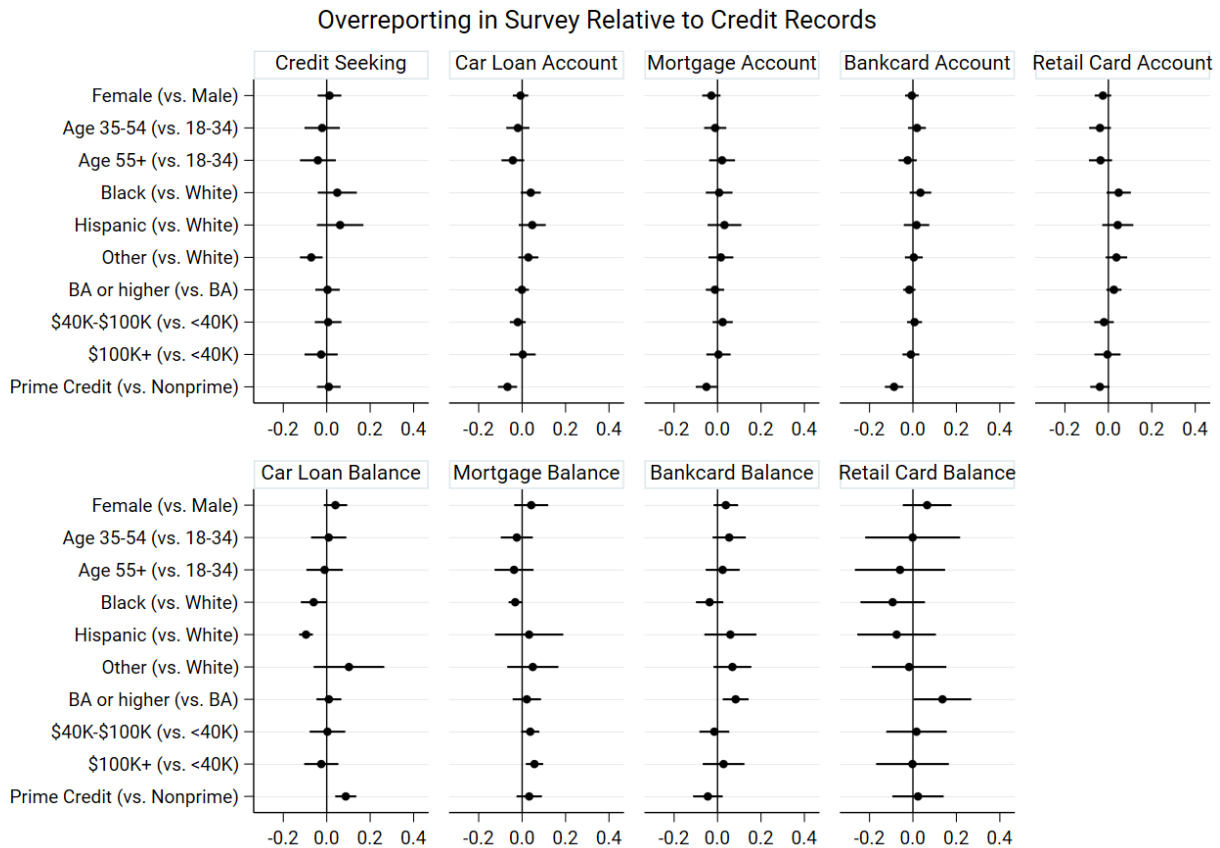 Overreporting in Survey Relative to Credit Records
Credit Seeking
Car Loan Account
Mortgage Account
Bankcard Account
Retail Card Account
Female (vs. Male)
Age 35-54 (vs. 18-34)
Age 55+ (vs. 18-34)
Black (vs. White)
Hispanic (vs. White)
Other (vs. White)
BA or higher (vs. BA)
$40K-$100K (vs. <40K)
$100K+ (vs. <40K)
Prime Credit (vs. Nonprime)
-0.2 0.0 0.2 0.4
-0.2 0.0 0.2 0.4
-0.2 0.0 0.2 0.4
-0.2 0.0 0.2 0.4
-0.2 0.0 0.2 0.4
Car Loan Balance
Mortgage Balance
Bankcard Balance
Retail Card Balance
Female (vs. Male)
Age 35-54 (vs. 18-34)
Age 55+ (vs. 18-34)
Black (vs. White)
Hispanic (vs. White)
Other (vs. White)
BA or higher (vs. BA)
$40K-$100K (vs. <40K)
$100K+ (vs. <40K)
Prime Credit (vs. Nonprime)
-0.2 0.0 0.2 0.4
-0.2 0.0 0.2 0.4
-0.2 0.0 0.2 0.4
-0.2 0.0 0.2 0.4